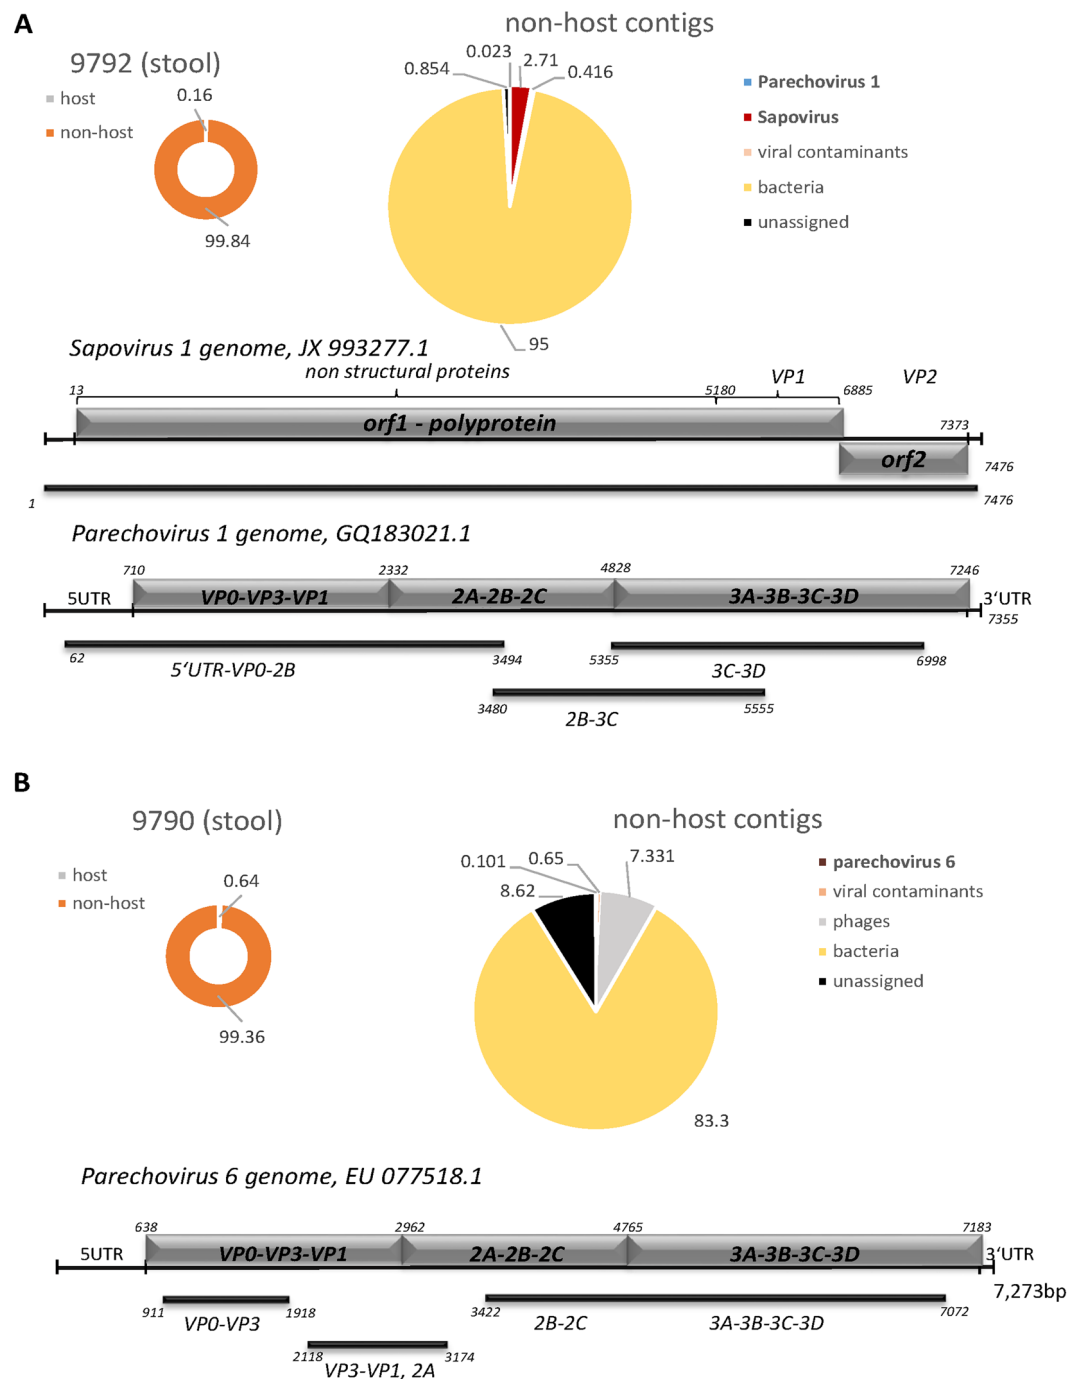 A
non-host contigs
9792 (stool)
host
non-host
0.16
99.84
0.854
0.023
2.71
0.416
95
Parechovirus 1
Sapovirus
viral contaminants
bacteria
unassigned
Sapovirus 1 genome, JX 993277.1
non structural proteins
VP1
VP2
13
5180
6885
orf1 - polyprotein
7373
orf2
7476
1
7476
Parechovirus 1 genome, GQ183021.1
710
2332
4828
7246
5UTR
VP0-VP3-VP1
2A-2B-2C
3A-3B-3C-3D
3‘UTR
7355
62
3494
5355
6998
5‘UTR-VP0-2B
3C-3D
3480
5555
2B-3C
B
9790 (stool)
non-host contigs
host
non-host
0.64
99.36
0.101
0.65
7.331
8.62
83.3
parechovirus 6
viral contaminants
phages
bacteria
unassigned
Parechovirus 6 genome, EU 077518.1
638
2962
4765
7183
5UTR
VP0-VP3-VP1
2A-2B-2C
3A-3B-3C-3D
3‘UTR
7,273bp
911
1918
3422
7072
VP0-VP3
2B-2C
3A-3B-3C-3D
2118
3174
VP3-VP1, 2A